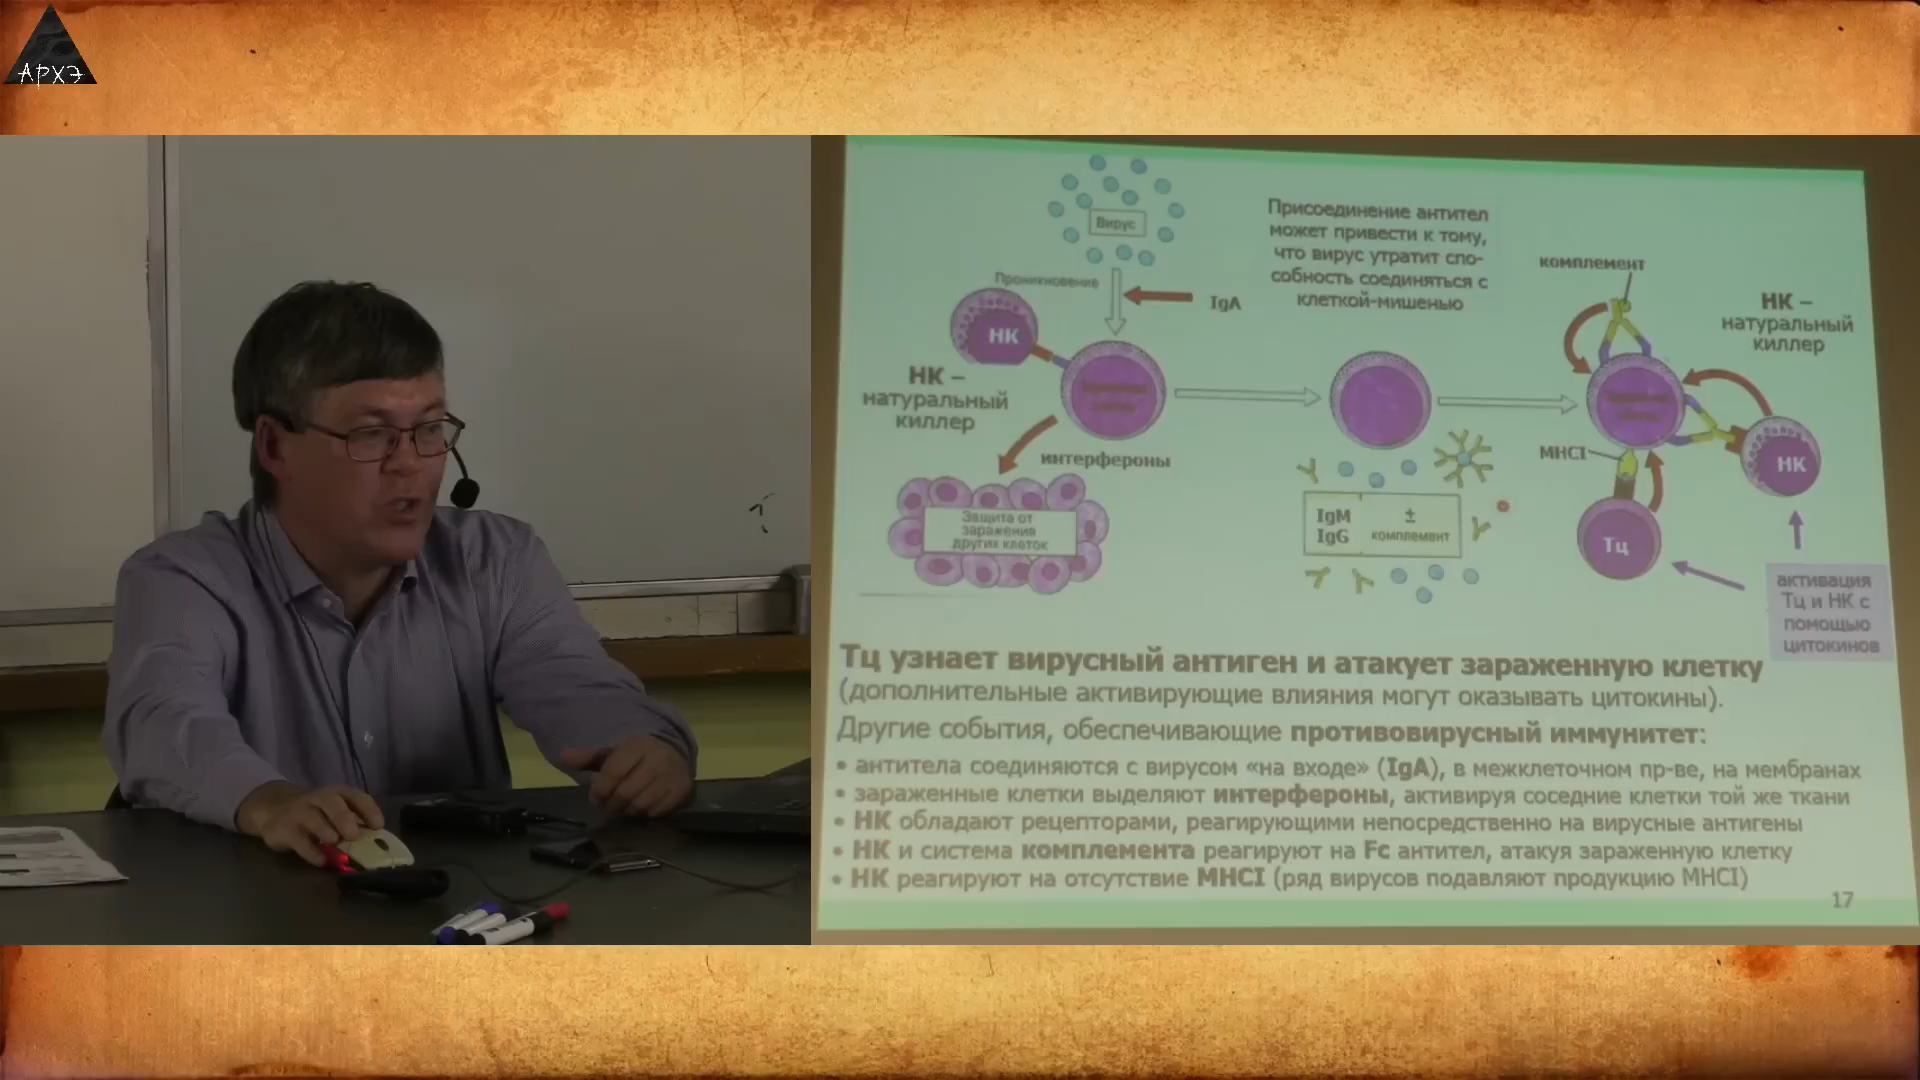 АРХЭ
Вирус
Проникновение
IgA
НК
НК –
натуральный
киллер
интерфероны
Защита от
заражения
других клеток
Присоединение антител
может привести к тому,
что вирус утратит спо-
собность соединяться с
клеткой-мишенью
IgM
IgG
±
комплемент
комплемент
НК –
натуральный
киллер
MHCI
НК
Тц
активация
Тц и НК с
помощью
цитокинов
Тц узнает вирусный антиген и атакует зараженную клетку
(дополнительные активирующие влияния могут оказывать цитокины).
Другие события, обеспечивающие противовирусный иммунитет:
• антитела соединяются с вирусом «на входе» (IgA), в межклеточном пр-ве, на мембранах
• зараженные клетки выделяют интерфероны, активируя соседние клетки той же ткани
• НК обладают рецепторами, реагирующими непосредственно на вирусные антигены
• НК и система комплемента реагируют на Fc антител, атакуя зараженную клетку
• НК реагируют на отсутствие MHCI (ряд вирусов подавляют продукцию MHCI)
17